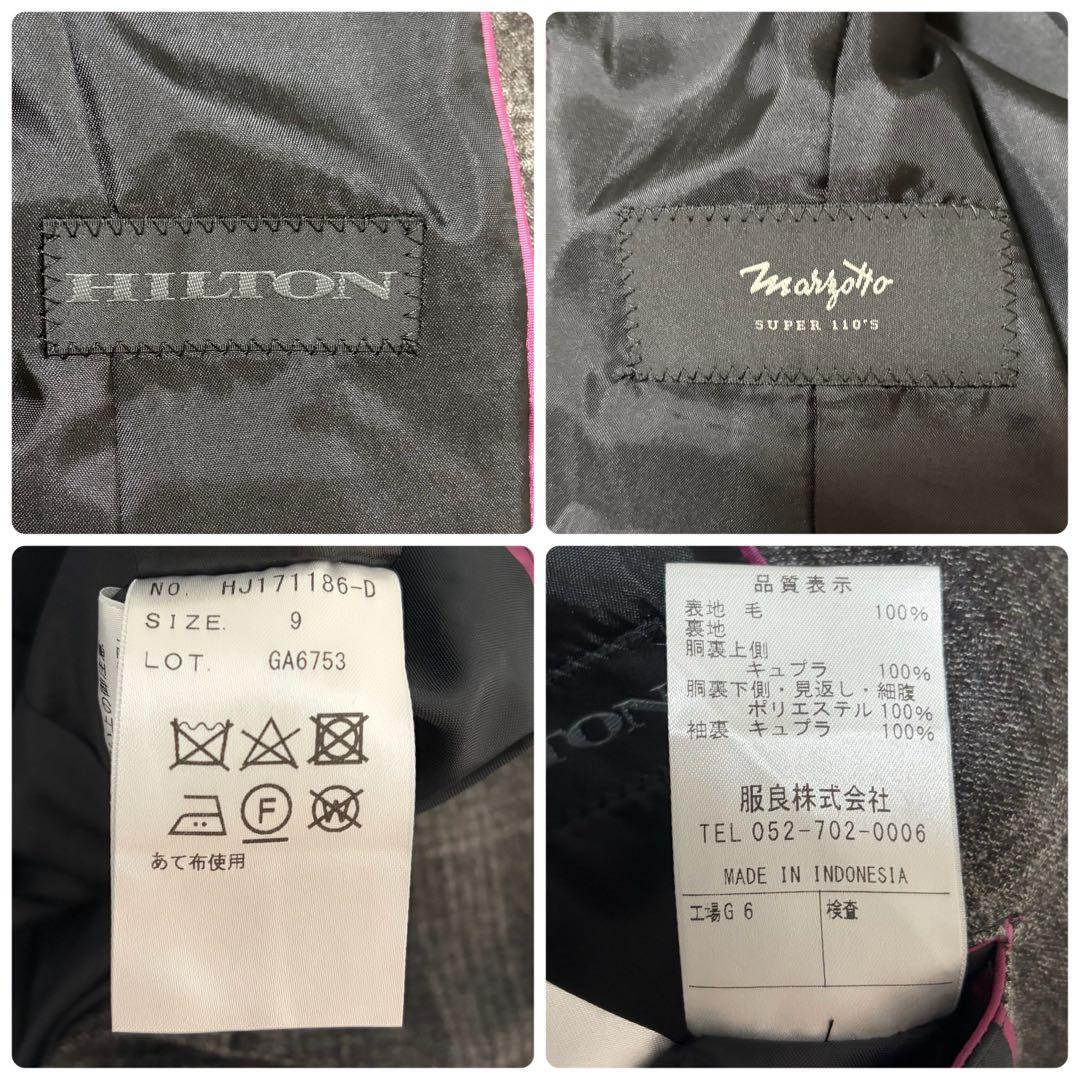 HILTON
Marzotto
SUPER 110'S
NO. HJ171186-D
SIZE. 9
LOT. GA6753
F
W
あて布使用
品質表示
表地 毛 100%
裏地
胴裏上側
キュプラ 100%
胴裏下側・見返し・細腹
ポリエステル 100%
袖裏 キュプラ 100%
服良株式会社
TEL 052-702-0006
MADE IN INDONESIA
工場G 6 検査